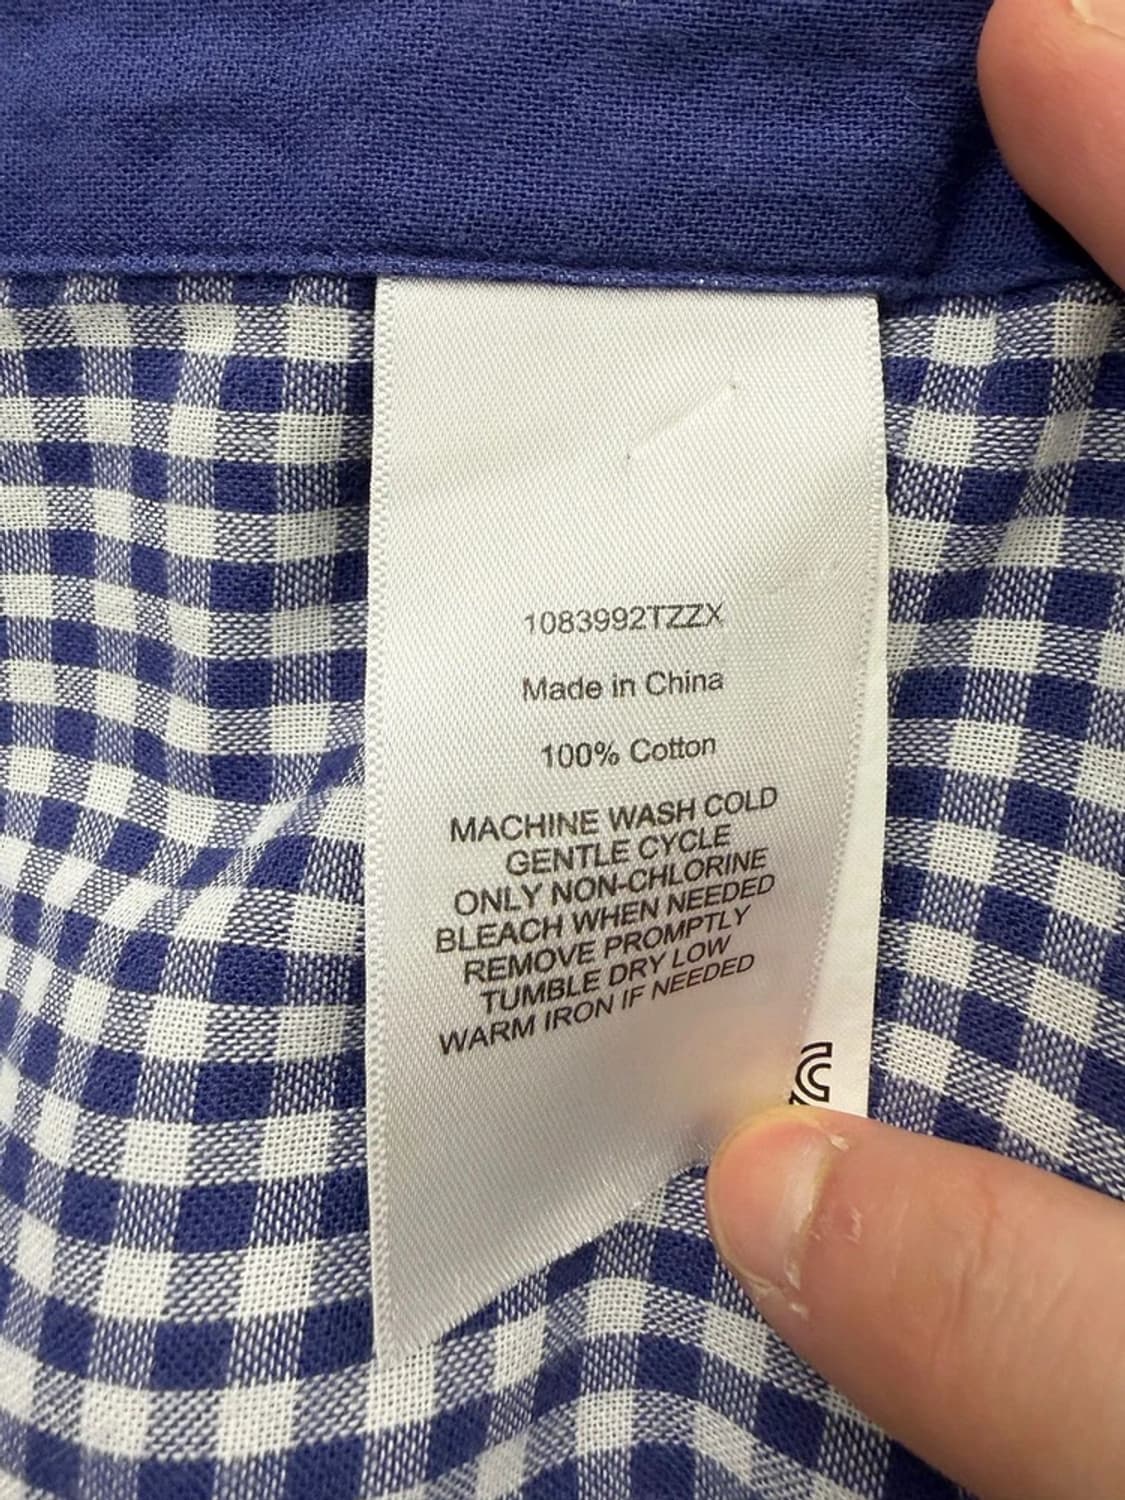 1083992TZZX
Made in China
100% Cotton
MACHINE WASH COLD
GENTLE CYCLE
ONLY NON-CHLORINE
BLEACH WHEN NEEDED
REMOVE PROMPTLY
TUMBLE DRY LOW
WARM IRON IF NEEDED